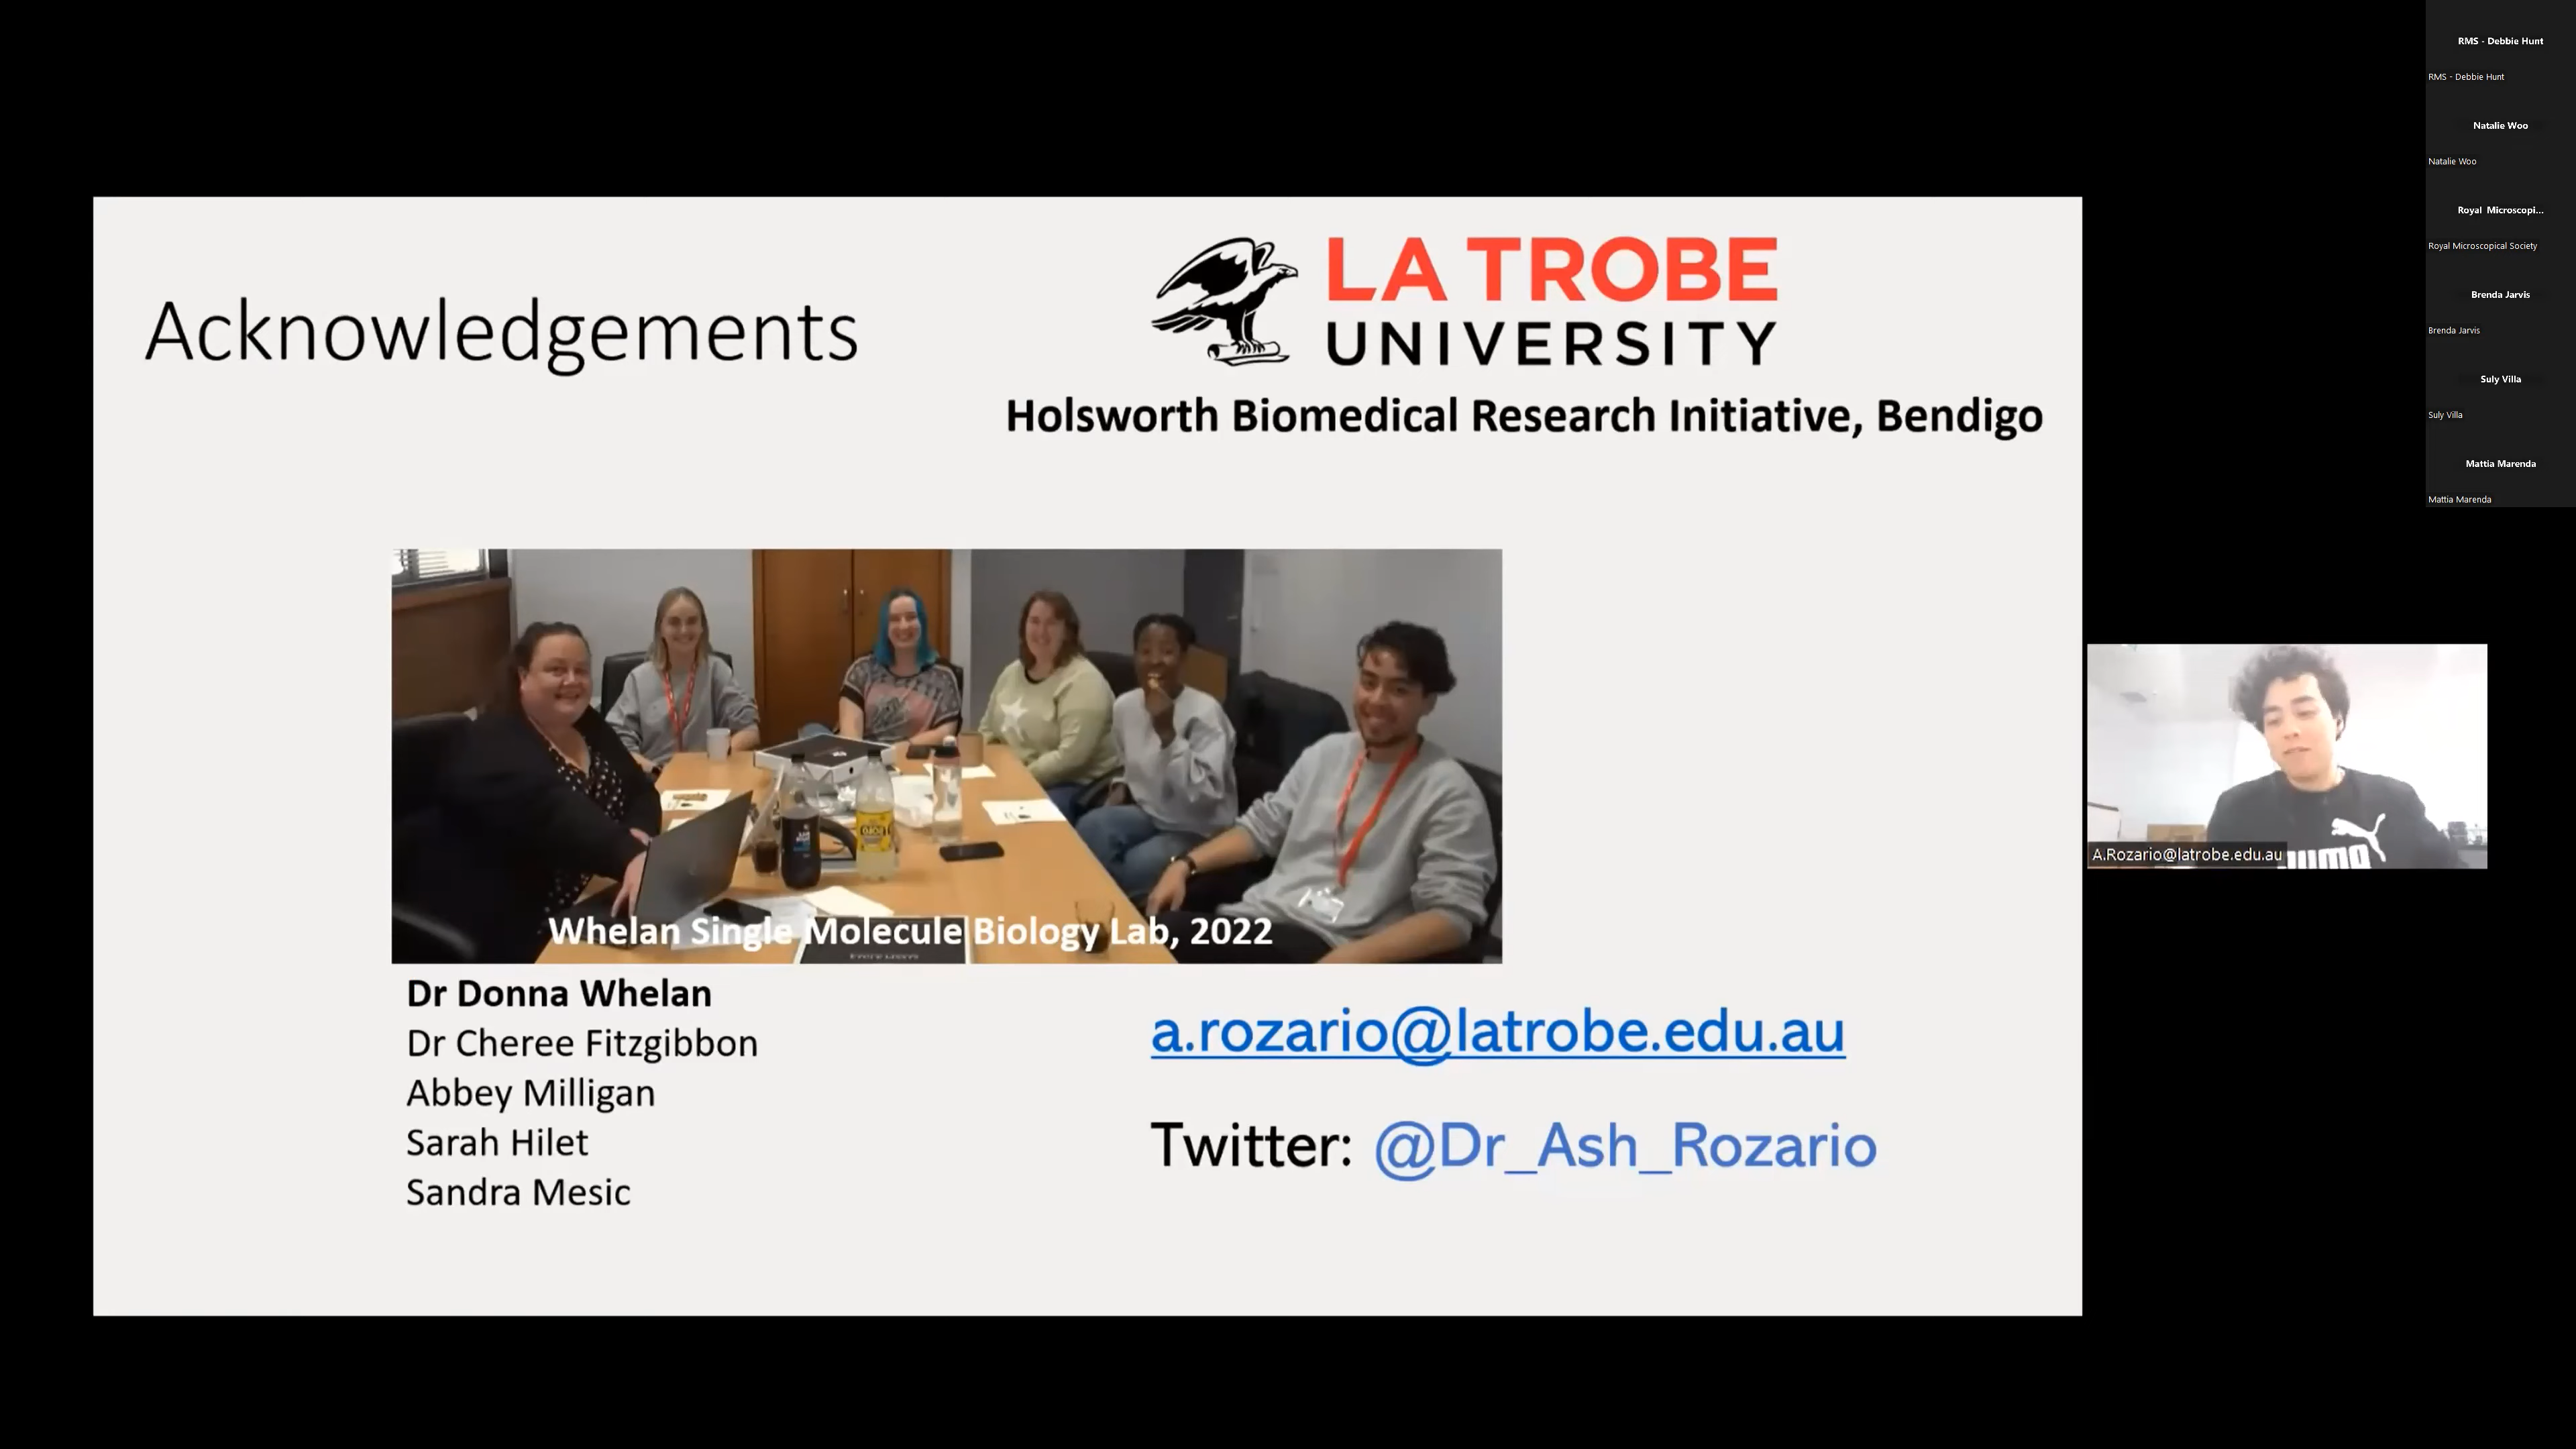 Acknowledgements
LA TROBE
UNIVERSITY
Holsworth Biomedical Research Initiative, Bendigo
Whelan Single Molecule Biology Lab, 2022
Dr Donna Whelan
Dr Cheree Fitzgibbon
Abbey Milligan
Sarah Hilet
Sandra Mesic
a.rozario@latrobe.edu.au
Twitter: @Dr_Ash_Rozario
A.Rozario@latrobe.edu.au
PUMA
RMS - Debbie Hunt
RMS - Debbie Hunt
Natalie Woo
Natalie Woo
Royal Microscopi...
Royal Microscopical Society
Brenda Jarvis
Brenda Jarvis
Suly Villa
Suly Villa
Mattia Marenda
Mattia Marenda